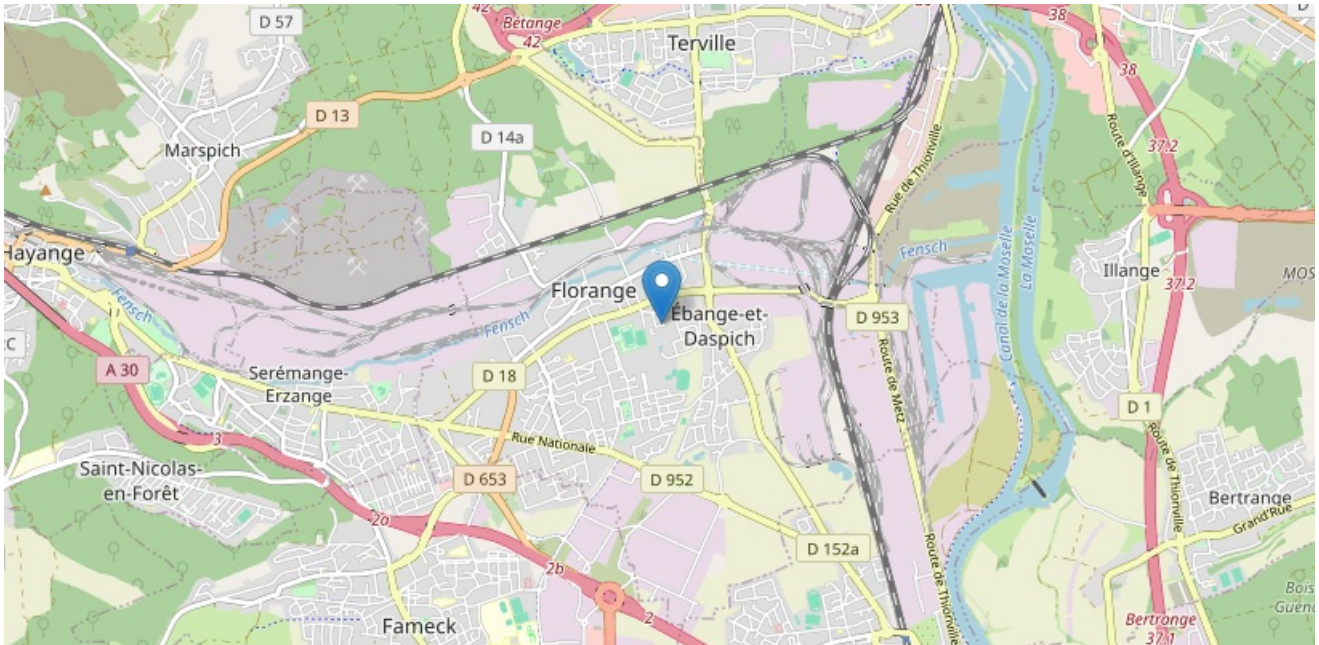 42
Bétange
42
D 57
Terville
38
38
D
D 13
Marspich
D 14a
37.2
Route d'Illange
Rue de Thionville
Hayange
Fensch
Canal de la Moselle
La Moselle
Illange
MOS
37.2
Florange
Fensch
Fensch
Ébange-et-
Daspich
D 953
A 30
Serémange-
Erzange
D 18
Route de Metz
D 1
3
Rue Nationale
Saint-Nicolas-
en-Forêt
D 653
D 952
Route de Thionville
Bertrange
Grand'Rue
2a
D 152a
2b
Route de Thionville
Bois
Guéne
2
Fameck
Bertrange
37.1